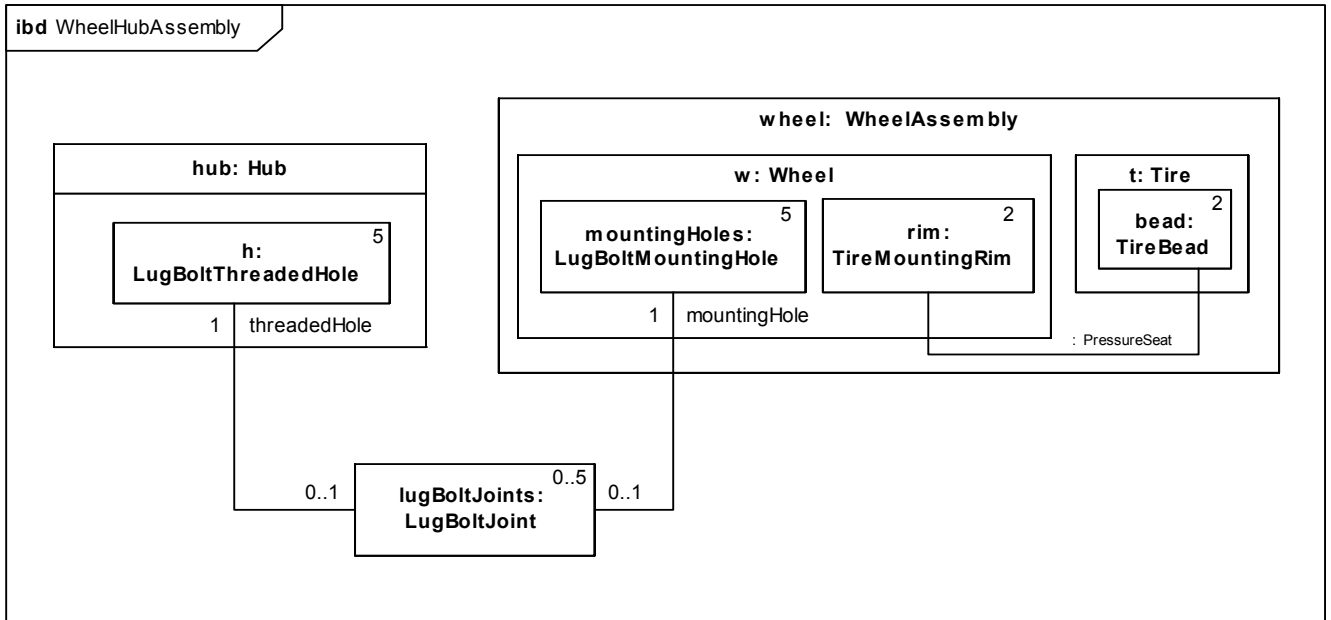 ibd WheelHubAssembly
wheel: WheelAssembly
hub: Hub
w: Wheel
t: Tire
5
h:
LugBoltThreadedHole
5
mountingHoles:
LugBoltMountingHole
2
rim:
TireMountingRim
2
bead:
TireBead
1 threadedHole
1 mountingHole
: PressureSeat
0..1
0..5
lugBoltJoints:
LugBoltJoint
0..1